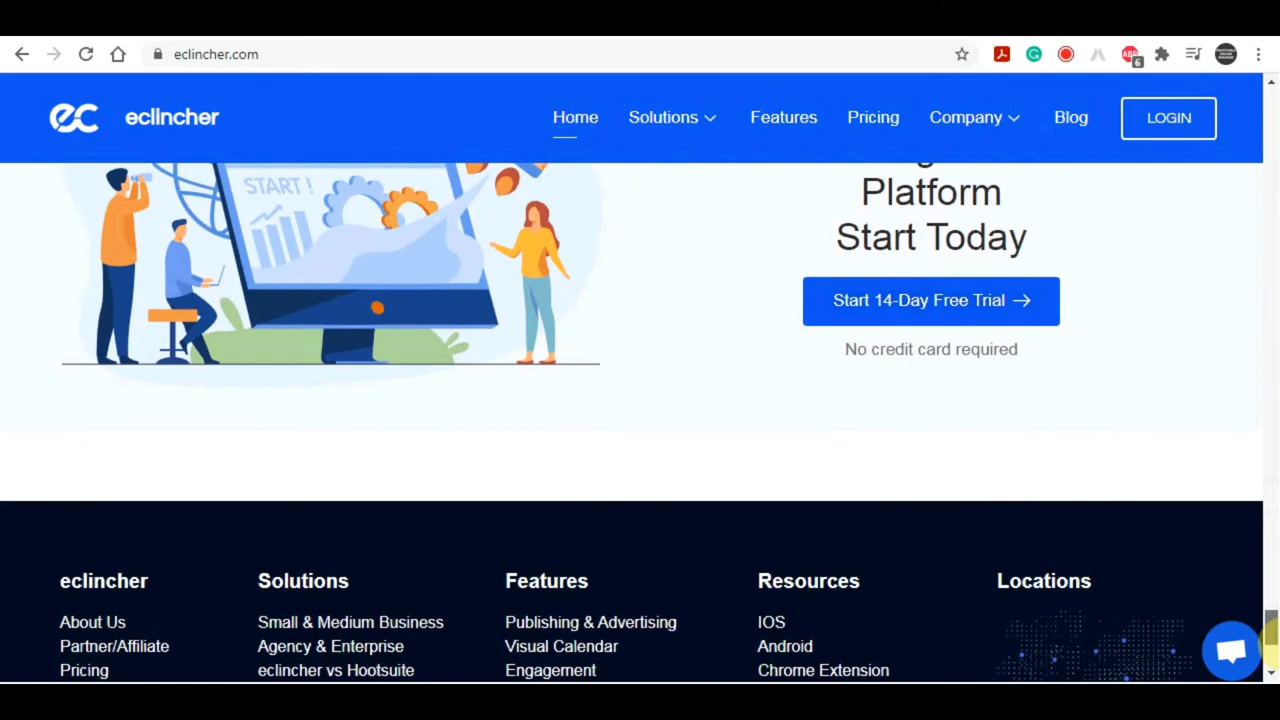 eclincher.com
6
ec eclincher
Home
Solutions
Features
Pricing
Company
Blog
LOGIN
START !
Platform
Start Today
Start 14-Day Free Trial →
No credit card required
eclincher
About Us
Partner/Affiliate
Pricing
Solutions
Small & Medium Business
Agency & Enterprise
eclincher vs Hootsuite
Features
Publishing & Advertising
Visual Calendar
Engagement
Resources
IOS
Android
Chrome Extension
Locations